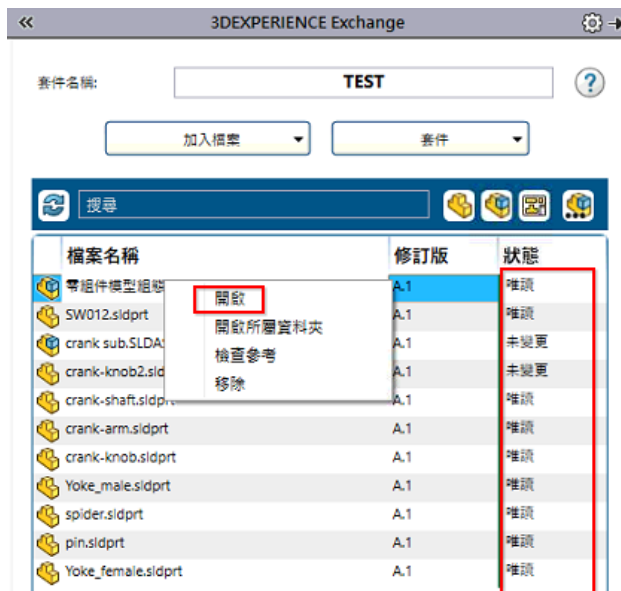 3DEXPERIENCE Exchange
套件名稱: TEST
加入檔案 套件
搜尋
檔案名稱 修訂版 狀態
零組件模型組態 A.1 唯讀
開啟
SW012.sldprt A.1 唯讀
開啟所屬資料夾
crank sub.SLDA A.1 未變更
檢查參考
crank-knob2.sld A.1 未變更
移除
crank-shaft.sldprt A.1 唯讀
crank-arm.sldprt A.1 唯讀
crank-knob.sldprt A.1 唯讀
Yoke_male.sldprt A.1 唯讀
spider.sldprt A.1 唯讀
pin.sldprt A.1 唯讀
Yoke_female.sldprt A.1 唯讀